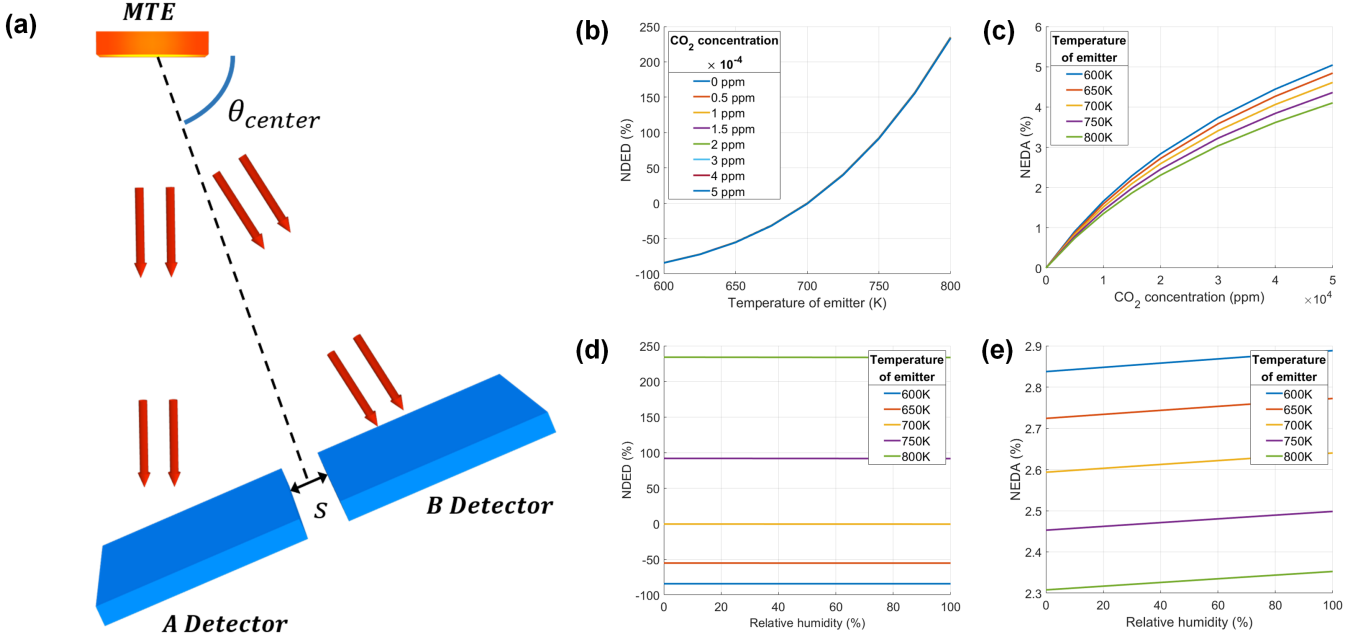 (a)
MTE
θcenter
S
B Detector
A Detector
(b)
250
200
150
100
50
0
-50
-100
NDED (%)
CO2 concentration
× 10-4
0 ppm
0.5 ppm
1 ppm
1.5 ppm
2 ppm
3 ppm
4 ppm
5 ppm
600 650 700 750 800
Temperature of emitter (K)
(c)
6
5
4
3
2
1
0
NEDA (%)
Temperature
of emitter
600K
650K
700K
750K
800K
0 1 2 3 4 5
CO2 concentration (ppm)
×104
(d)
250
200
150
100
50
0
-50
-100
NDED (%)
Temperature
of emitter
600K
650K
700K
750K
800K
0 20 40 60 80 100
Relative humidity (%)
(e)
2.9
2.8
2.7
2.6
2.5
2.4
2.3
NEDA (%)
Temperature
of emitter
600K
650K
700K
750K
800K
0 20 40 60 80 100
Relative humidity (%)